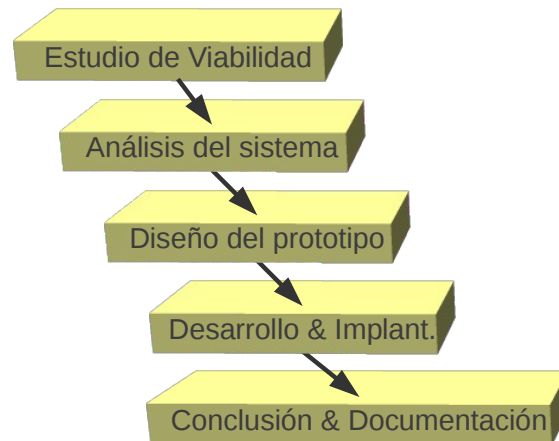 Estudio de Viabilidad
Análisis del sistema
Diseño del prototipo
Desarrollo & Implant.
Conclusión & Documentación